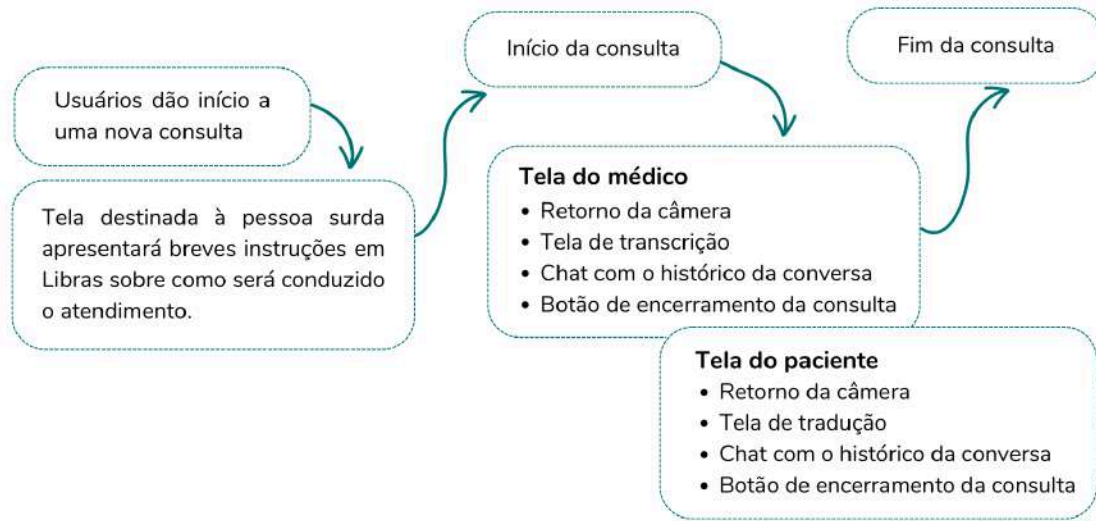 Usuários dão início a
uma nova consulta
Tela destinada à pessoa surda
apresentará breves instruções em
Libras sobre como será conduzido
o atendimento.
Início da consulta
Tela do médico
• Retorno da câmera
• Tela de transcrição
• Chat com o histórico da conversa
• Botão de encerramento da consulta
Tela do paciente
• Retorno da câmera
• Tela de tradução
• Chat com o histórico da conversa
• Botão de encerramento da consulta
Fim da consulta